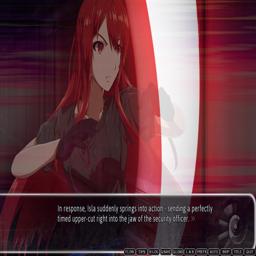 In response, Isla suddenly springs into action - sending a perfectly
timed upper-cut right into the jaw of the security officer.